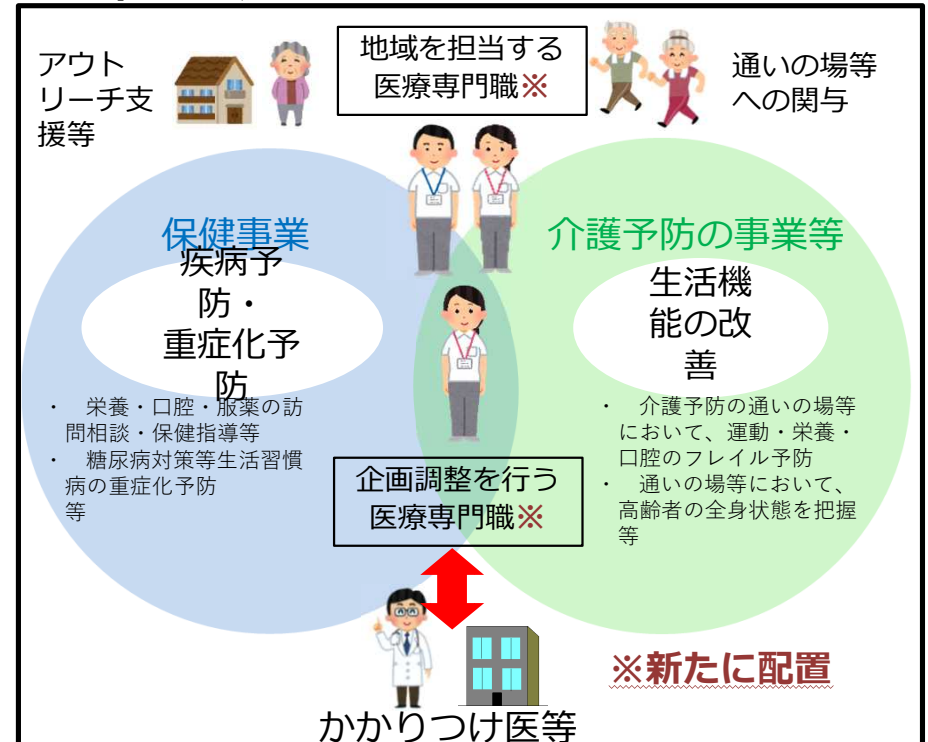 アウト
リーチ支
援等
地域を担当する
医療専門職※
通いの場等
への関与
保健事業
疾病予
防・
重症化予
防
・　栄養・口腔・服薬の訪
問相談・保健指導等
・　糖尿病対策等生活習慣
病の重症化予防
等
介護予防の事業等
生活機
能の改
善
・　介護予防の通いの場等
において、運動・栄養・
口腔のフレイル予防
・　通いの場等において、
高齢者の全身状態を把握
等
企画調整を行う
医療専門職※
※新たに配置
かかりつけ医等